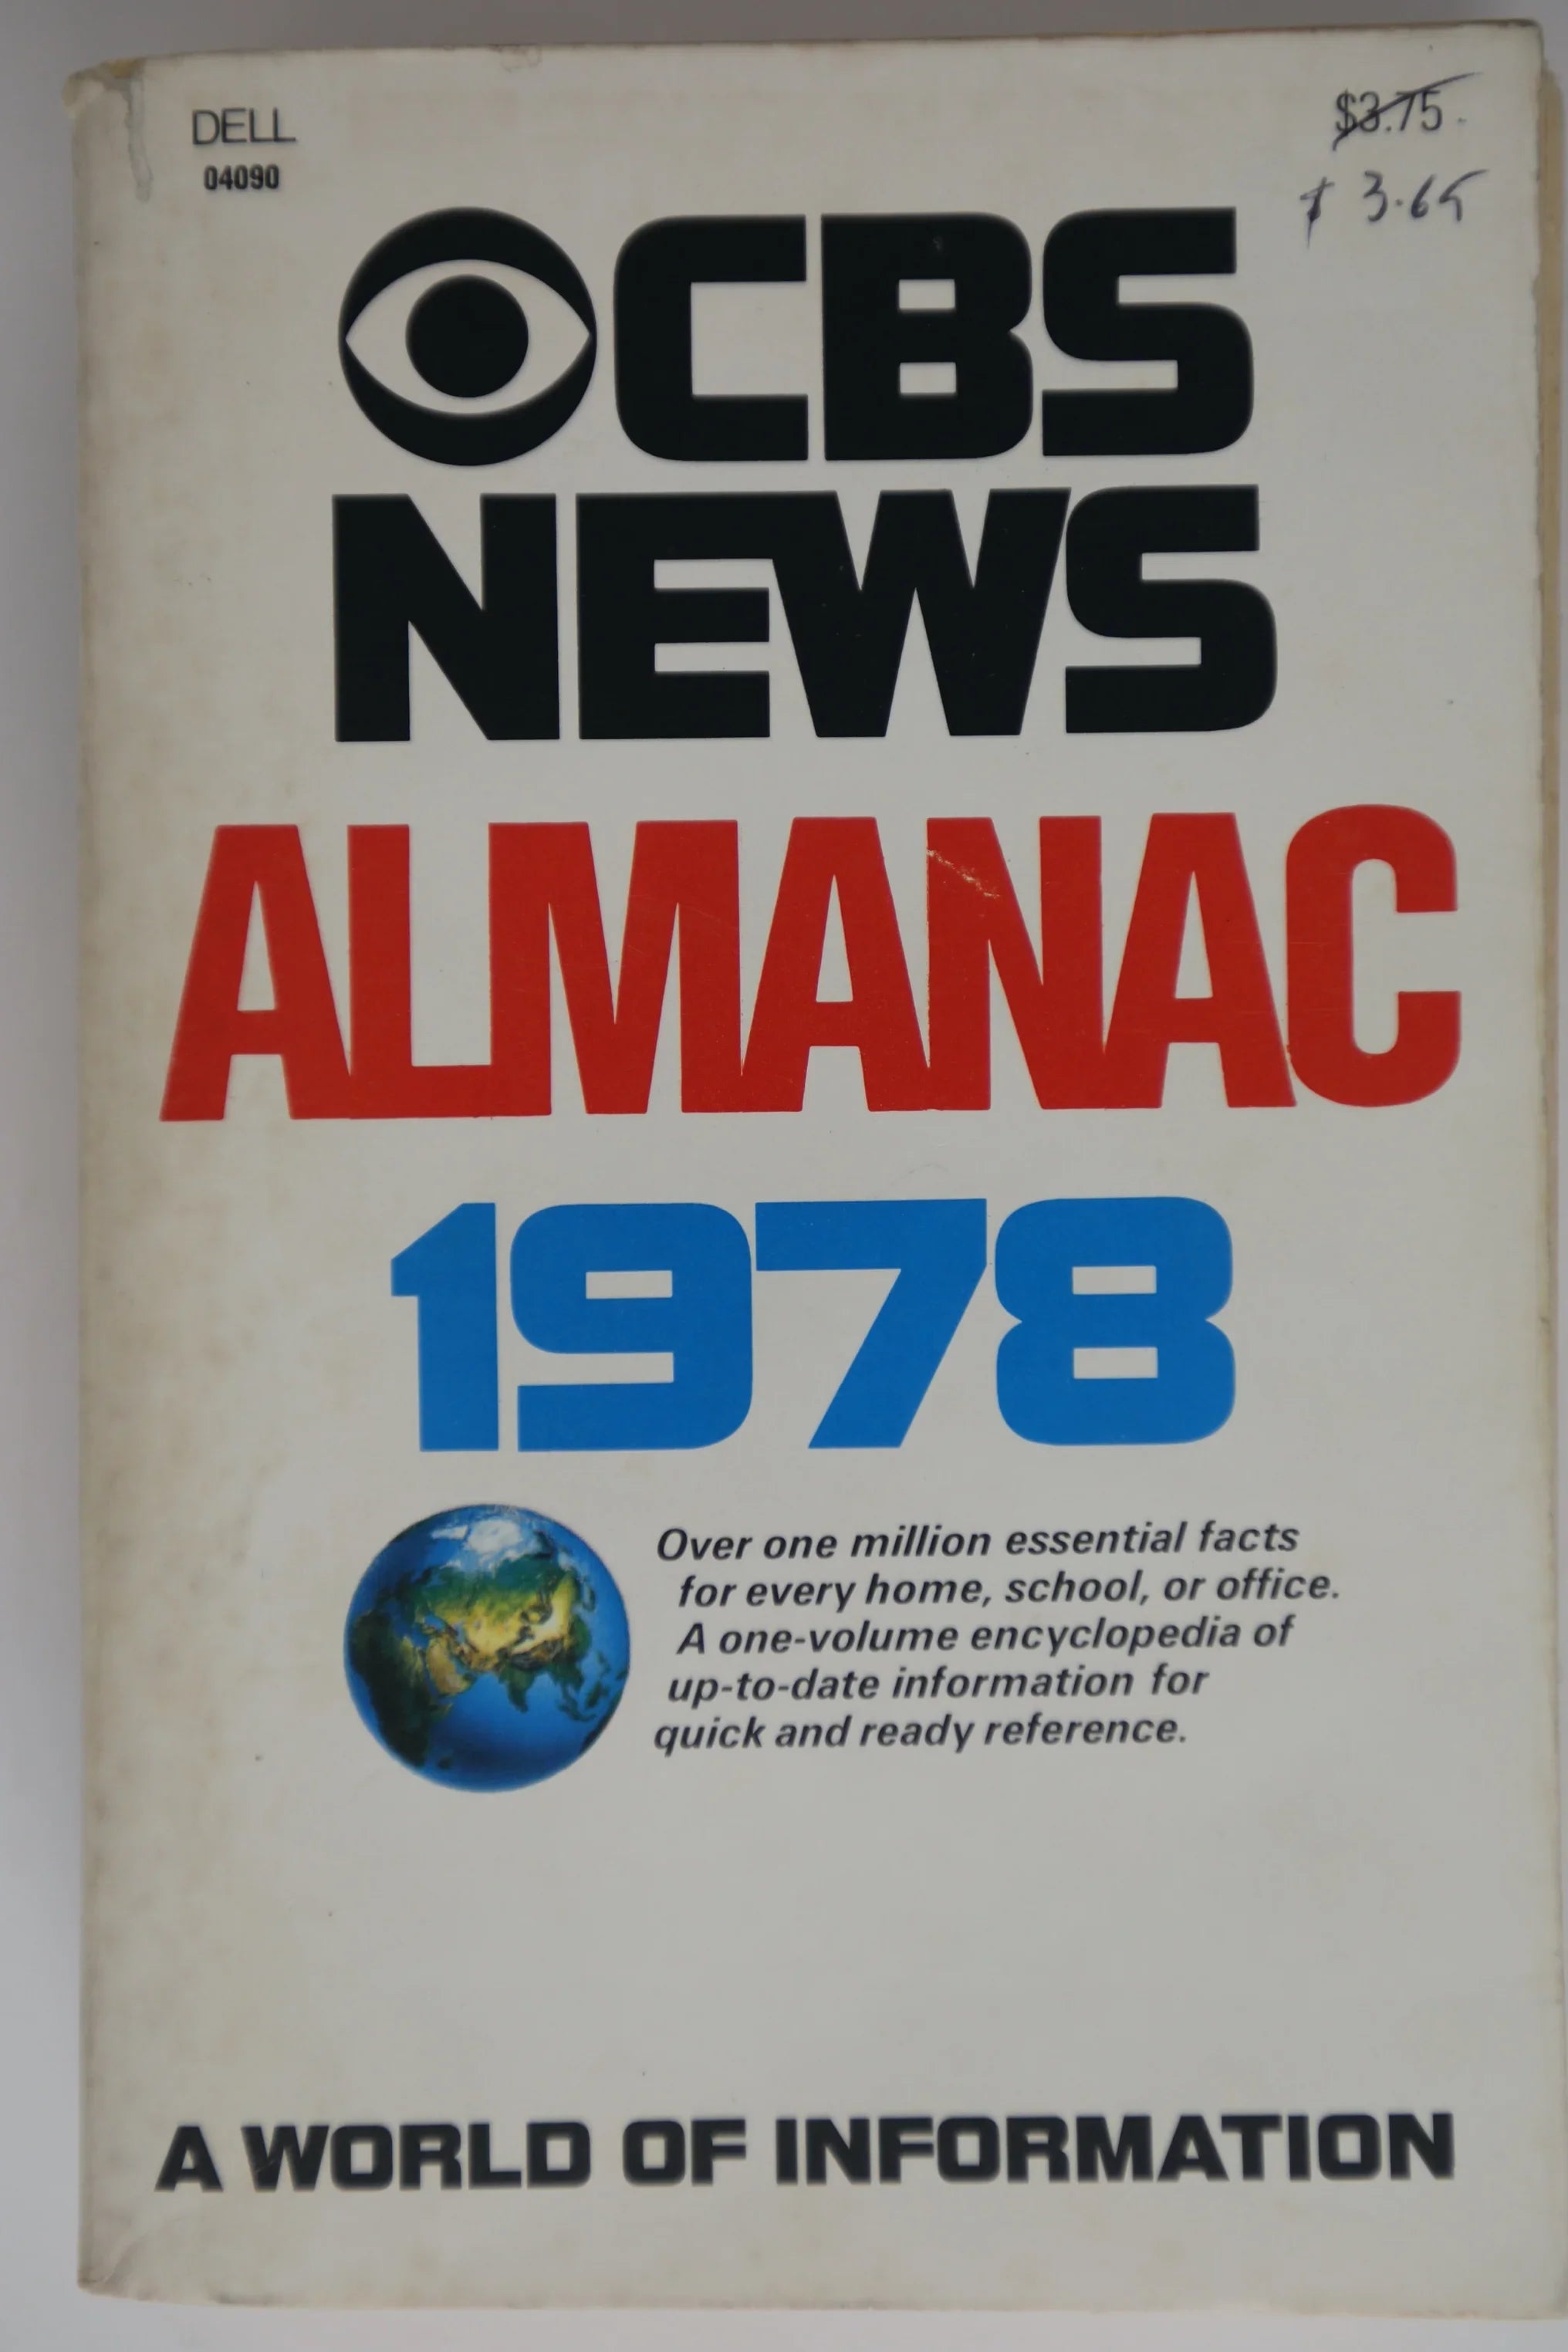 DELL
04090
$3.75
$ 3.65
CBS
NEWS
ALMANAC
1978
Over one million essential facts
for every home, school, or office.
A one-volume encyclopedia of
up-to-date information for
quick and ready reference.
A WORLD OF INFORMATION